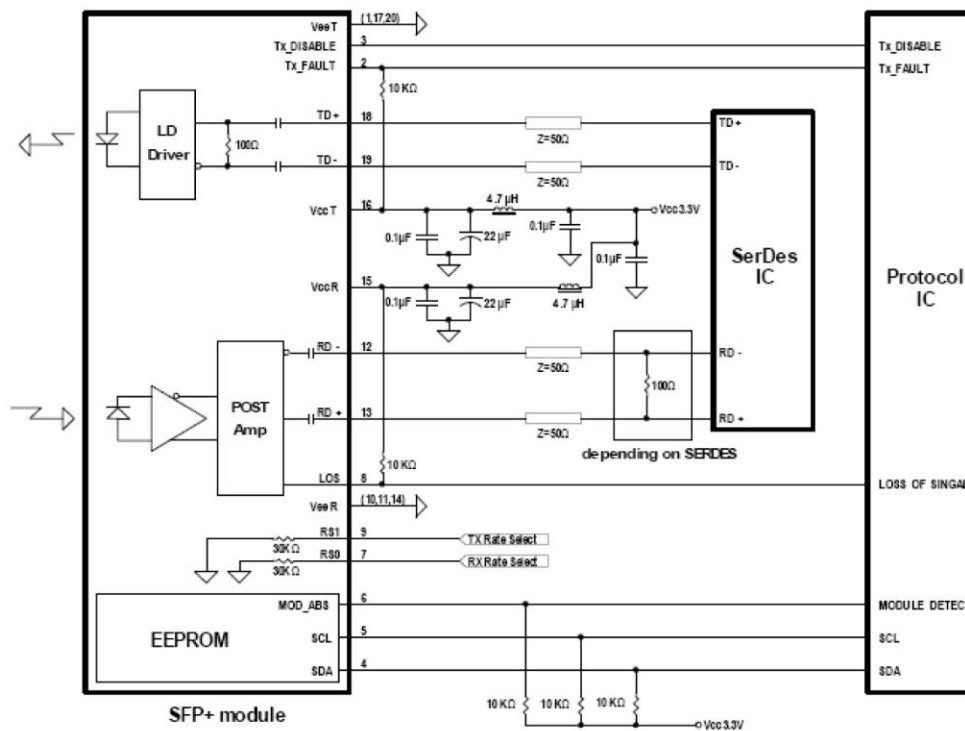 VeeT
(1,17,20)
Tx_DISABLE
3
Tx_DISABLE
Tx_FAULT
2
Tx_FAULT
10 KΩ
LD
Driver
100Ω
TD+
18
Z=50Ω
TD+
TD-
19
Z=50Ω
TD-
VccT
16
4.7 µH
Vcc3.3V
0.1µF
22 µF
0.1µF
0.1µF
SerDes
IC
Protocol
IC
VccR
15
0.1µF
22 µF
4.7 µH
RD -
12
Z=50Ω
RD -
POST
Amp
100Ω
RD +
13
Z=50Ω
RD +
depending on SERDES
10 KΩ
LOS
8
LOSS OF SINGAL
VeeR
(10,11,14)
RS1
9
TX Rate Select
30KΩ
RS0
7
RX Rate Select
30KΩ
MOD_ABS
6
MODULE DETECT
EEPROM
SCL
5
SCL
SDA
4
SDA
10 KΩ
10 KΩ
10 KΩ
Vcc3.3V
SFP+ module